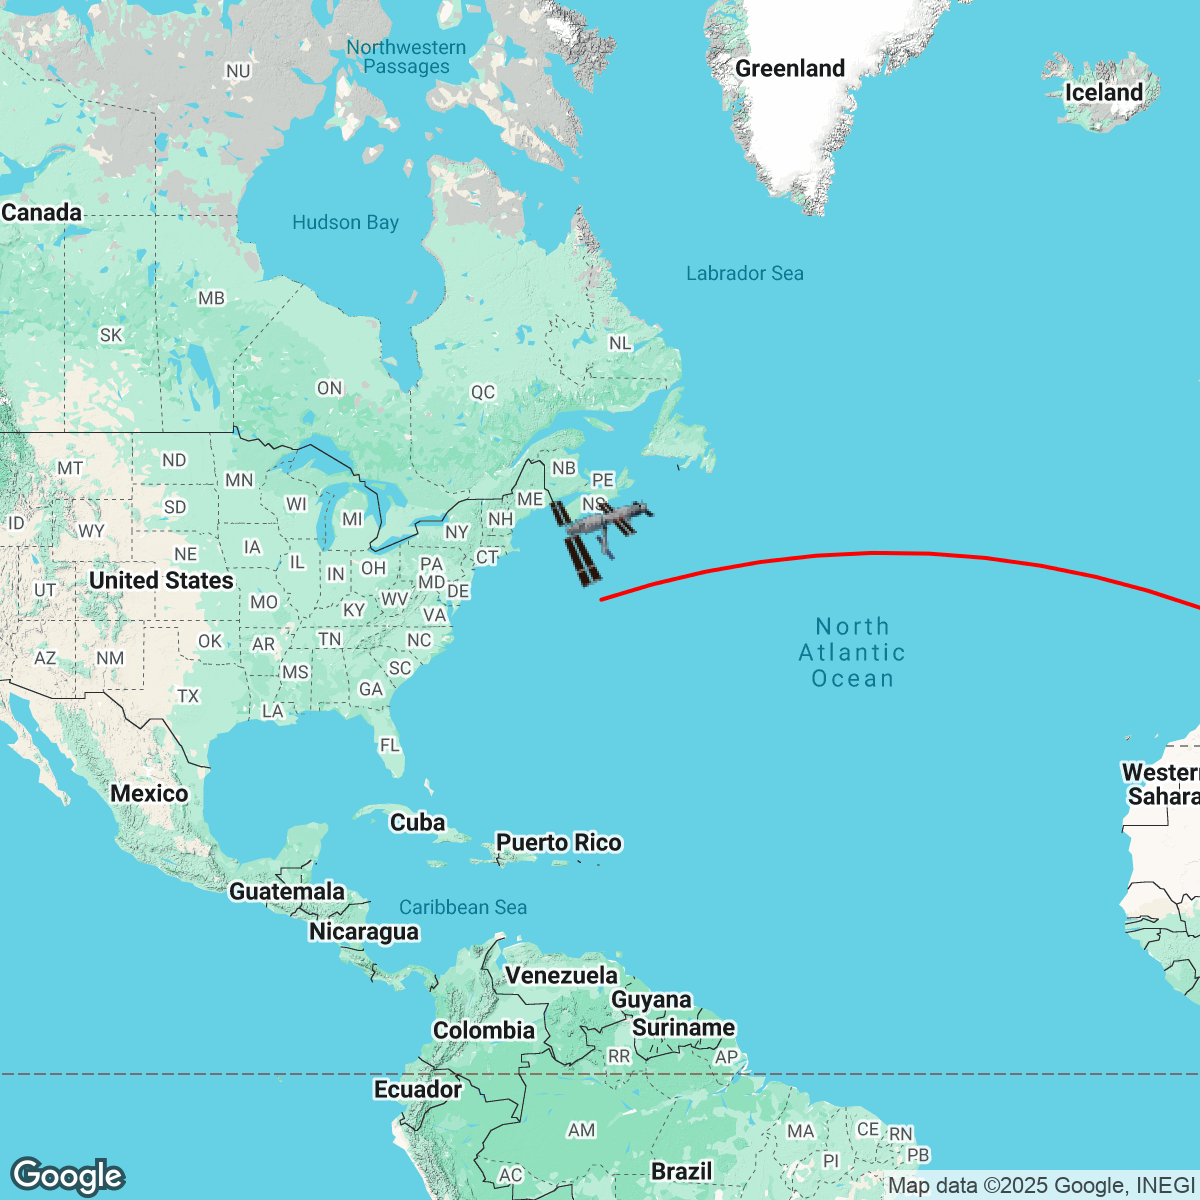 Northwestern
Passages
NU
Greenland
Iceland
Canada
Hudson Bay
Labrador Sea
MB
SK
NL
ON
QC
MT
ND
MN
NB
PE
ID
WY
SD
WI
MI
ME
NS
NH
NY
IA
NE
IL
IN
OH
PA
CT
UT
United States
MD
DE
MO
KY
WV
VA
North
Atlantic
Ocean
AZ
NM
OK
AR
TN
NC
SC
MS
GA
TX
LA
FL
Western
Sahara
Mexico
Cuba
Puerto Rico
Guatemala
Caribbean Sea
Nicaragua
Venezuela
Guyana
Suriname
Colombia
RR
AP
Ecuador
AM
MA
CE
RN
PB
PI
AC
Brazil
Google
Map data ©2025 Google, INEGI